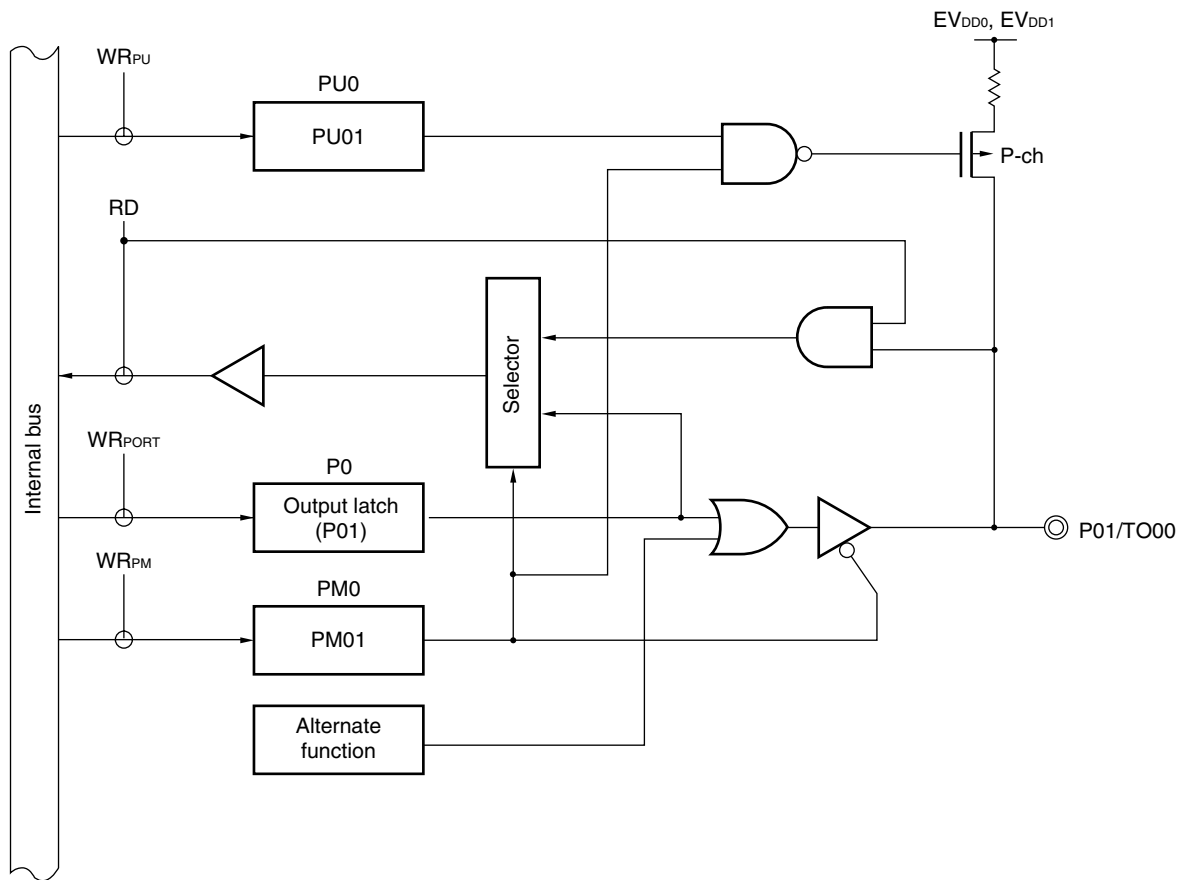 EVDD0, EVDD1
WRPU
PU0
PU01
P-ch
RD
Selector
Internal bus
WRPORT
P0
Output latch
(P01)
P01/TO00
WRPM
PM0
PM01
Alternate
function